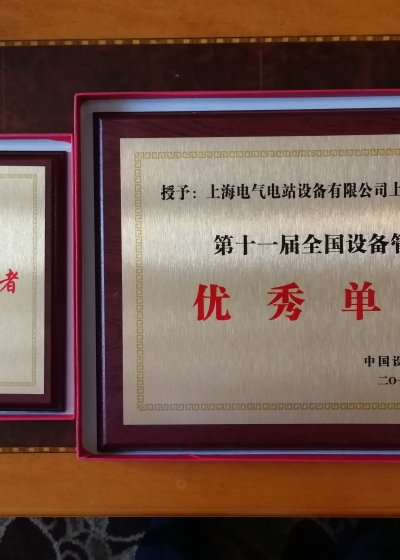 者
授予：上海电气电站设备有限公司上
第十一届全国设备管
优秀单
中国设
二〇一